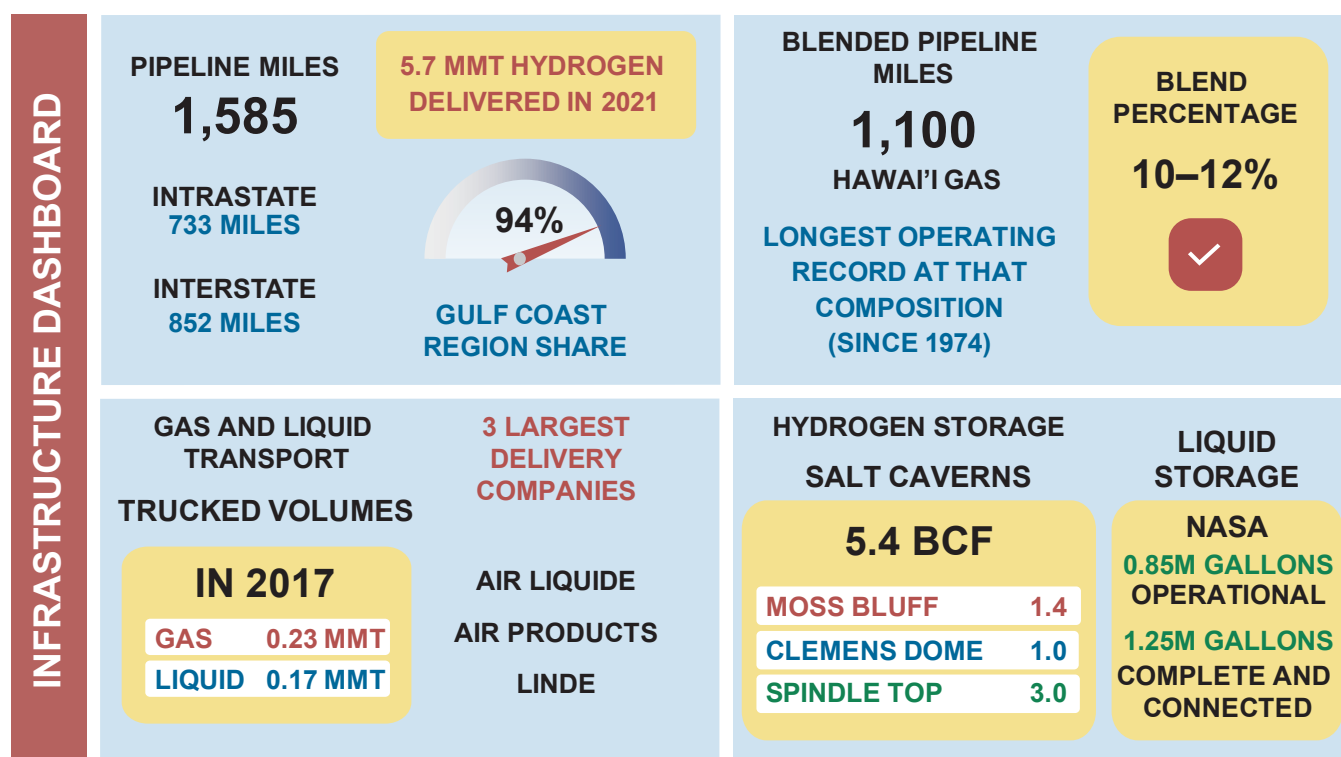 INFRASTRUCTURE DASHBOARD
PIPELINE MILES
1,585
INTRASTATE
733 MILES
INTERSTATE
852 MILES
5.7 MMT HYDROGEN
DELIVERED IN 2021
94%
GULF COAST
REGION SHARE
BLENDED PIPELINE
MILES
1,100
HAWAI’I GAS
LONGEST OPERATING
RECORD AT THAT
COMPOSITION
(SINCE 1974)
BLEND
PERCENTAGE
10–12%
GAS AND LIQUID
TRANSPORT
TRUCKED VOLUMES
IN 2017
GAS 0.23 MMT
LIQUID 0.17 MMT
3 LARGEST
DELIVERY
COMPANIES
AIR LIQUIDE
AIR PRODUCTS
LINDE
HYDROGEN STORAGE
SALT CAVERNS
5.4 BCF
MOSS BLUFF 1.4
CLEMENS DOME 1.0
SPINDLE TOP 3.0
LIQUID
STORAGE
NASA
0.85M GALLONS
OPERATIONAL
1.25M GALLONS
COMPLETE AND
CONNECTED